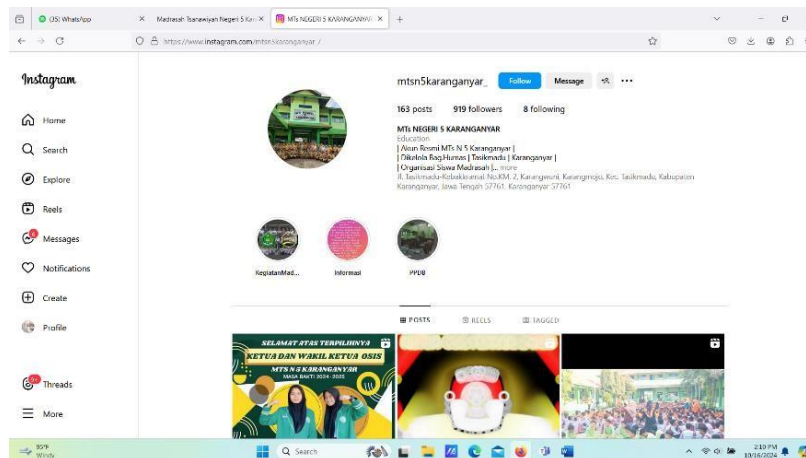 (35) WhatsApp
Madrasah Tsanawiyah Negeri 5 Kar
MTs NEGERI 5 KARANGANYAR
https://www.instagram.com/mtsn5karanganyar_/
Instagram
Home
Search
Explore
Reels
Messages
Notifications
Create
Profile
Threads
More
mtsn5karanganyar_
Follow
Message
163 posts
919 followers
8 following
MTs NEGERI 5 KARANGANYAR
Education
| Akun Resmi MTs N 5 Karanganyar |
| Dikelola Bag.Humas | Tasikmadu | Karanganyar |
| Organisasi Siswa Madrasah |... more
Jl. Tasikmadu-Kebakkramat No.KM. 2, Karangwuni, Karangmojo, Kec. Tasikmadu, Kabupaten
Karanganyar, Jawa Tengah 57761, Karanganyar 57761
KegiatanMad...
Informasi
PPDB
POSTS
REELS
TAGGED
SELAMAT ATAS TERPILIHNYA
KETUA DAN WAKIL KETUA OSIS
MTS N 5 KARANGANYAR
MASA BAKTI 2024-2025
95°F
Windy
Search
2:10 PM
10/16/2024